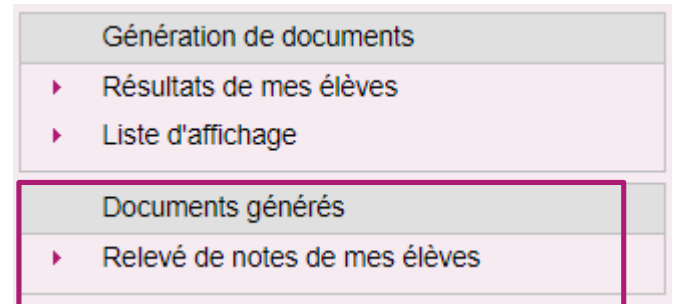 Génération de documents
Résultats de mes élèves
Liste d'affichage
Documents générés
Relevé de notes de mes élèves